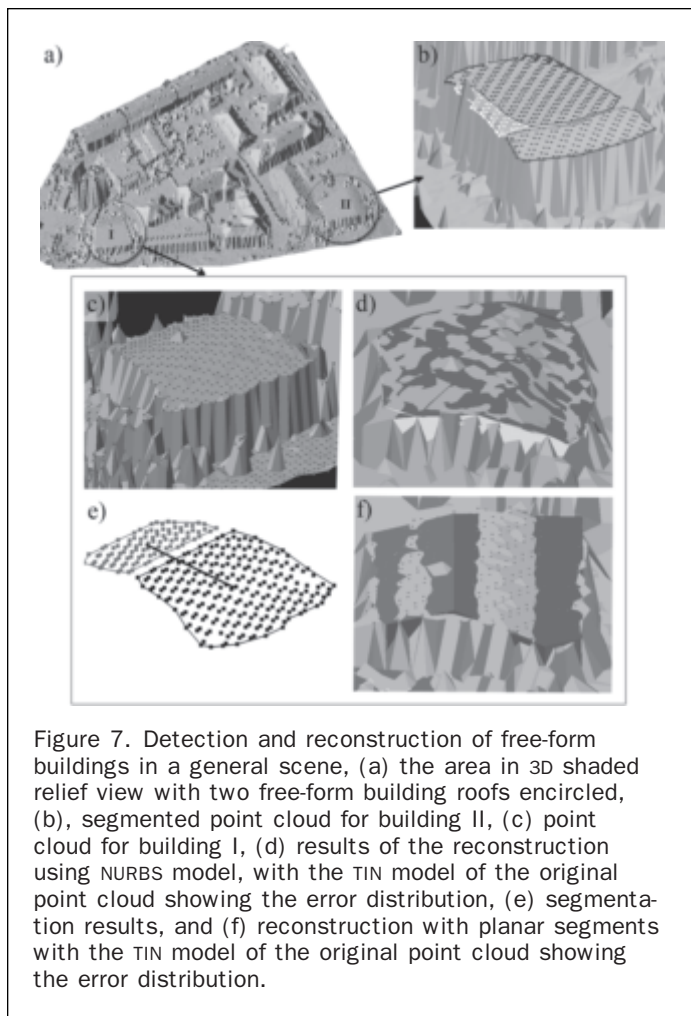 a)
b)
II
I
c)
d)
e)
f)
Figure 7. Detection and reconstruction of free-form
buildings in a general scene, (a) the area in 3D shaded
relief view with two free-form building roofs encircled,
(b), segmented point cloud for building II, (c) point
cloud for building I, (d) results of the reconstruction
using NURBS model, with the TIN model of the original
point cloud showing the error distribution, (e) segmenta-
tion results, and (f) reconstruction with planar segments
with the TIN model of the original point cloud showing
the error distribution.